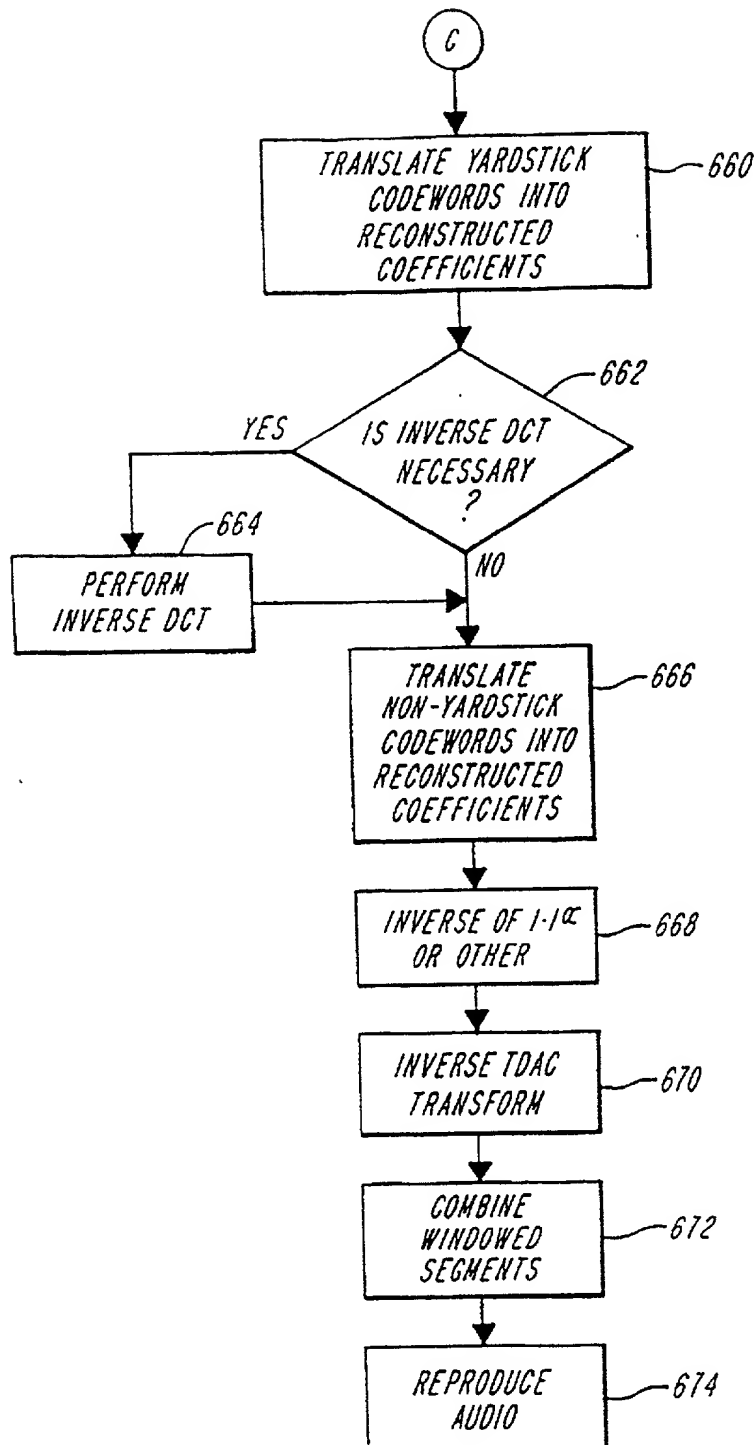 G
TRANSLATE YARDSTICK
CODEWORDS INTO
RECONSTRUCTED
COEFFICIENTS
660
662
IS INVERSE DCT
NECESSARY
?
YES
NO
664
PERFORM
INVERSE DCT
TRANSLATE
NON-YARDSTICK
CODEWORDS INTO
RECONSTRUCTED
COEFFICIENTS
666
INVERSE OF |·|α
OR OTHER
668
INVERSE TDAC
TRANSFORM
670
COMBINE
WINDOWED
SEGMENTS
672
REPRODUCE
AUDIO
674